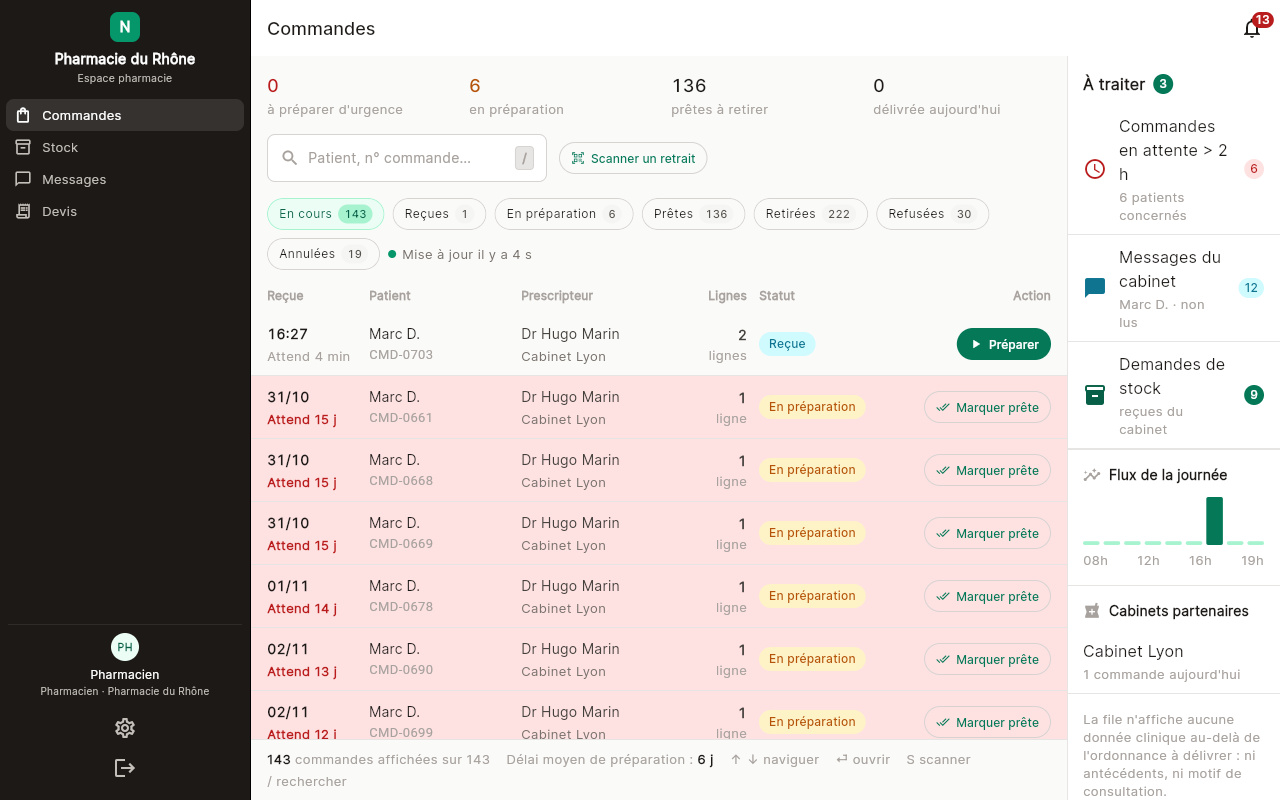 N
Pharmacie du Rhône
Espace pharmacie
Commandes
Stock
Messages
Devis
PH
Pharmacien
Pharmacien · Pharmacie du Rhône
Commandes
13
0
à préparer d'urgence
6
en préparation
136
prêtes à retirer
0
délivrée aujourd'hui
Patient, n° commande... /
Scanner un retrait
En cours 143 Reçues 1 En préparation 6 Prêtes 136 Retirées 222 Refusées 30
Annulées 19 Mise à jour il y a 4 s
Reçue Patient Prescripteur Lignes Statut Action
16:27 Marc D. Dr Hugo Marin 2 Reçue Préparer
Attend 4 min CMD-0703 Cabinet Lyon lignes
31/10 Marc D. Dr Hugo Marin 1 En préparation Marquer prête
Attend 15 j CMD-0661 Cabinet Lyon ligne
31/10 Marc D. Dr Hugo Marin 1 En préparation Marquer prête
Attend 15 j CMD-0668 Cabinet Lyon ligne
31/10 Marc D. Dr Hugo Marin 1 En préparation Marquer prête
Attend 15 j CMD-0669 Cabinet Lyon ligne
01/11 Marc D. Dr Hugo Marin 1 En préparation Marquer prête
Attend 14 j CMD-0678 Cabinet Lyon ligne
02/11 Marc D. Dr Hugo Marin 1 En préparation Marquer prête
Attend 13 j CMD-0690 Cabinet Lyon ligne
02/11 Marc D. Dr Hugo Marin 1 En préparation Marquer prête
Attend 12 j CMD-0699 Cabinet Lyon ligne
143 commandes affichées sur 143 Délai moyen de préparation : 6 j ↑ ↓ naviguer ⏎ ouvrir S scanner
/ rechercher
À traiter 3
Commandes
en attente > 2
h
6 patients
concernés
6
Messages du
cabinet
Marc D. · non
lus
12
Demandes de
stock
reçues du
cabinet
9
Flux de la journée
08h 12h 16h 19h
Cabinets partenaires
Cabinet Lyon
1 commande aujourd'hui
La file n'affiche aucune
donnée clinique au-delà de
l'ordonnance à délivrer : ni
antécédents, ni motif de
consultation.